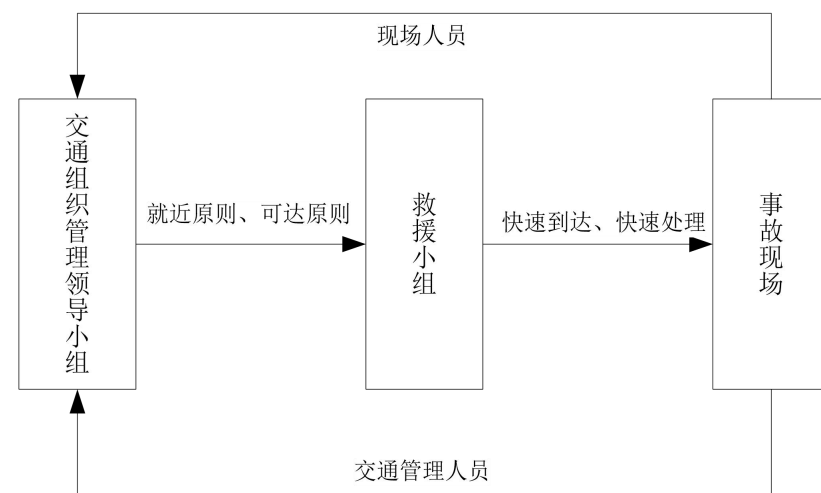 现场人员
交通组织管理领导小组
就近原则、可达原则
救援小组
快速到达、快速处理
事故现场
交通管理人员